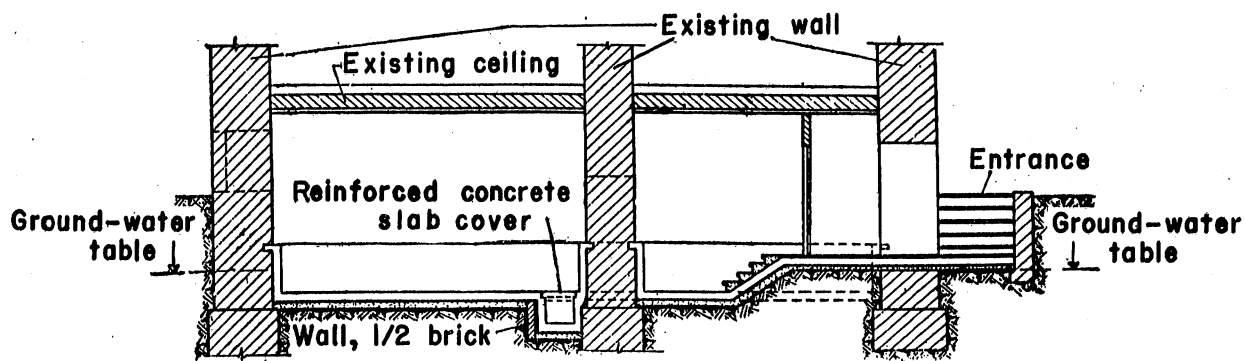 Existing wall
Existing ceiling
Entrance
Reinforced concrete
slab cover
Ground-water
table
Ground-water
table
Wall, 1/2 brick